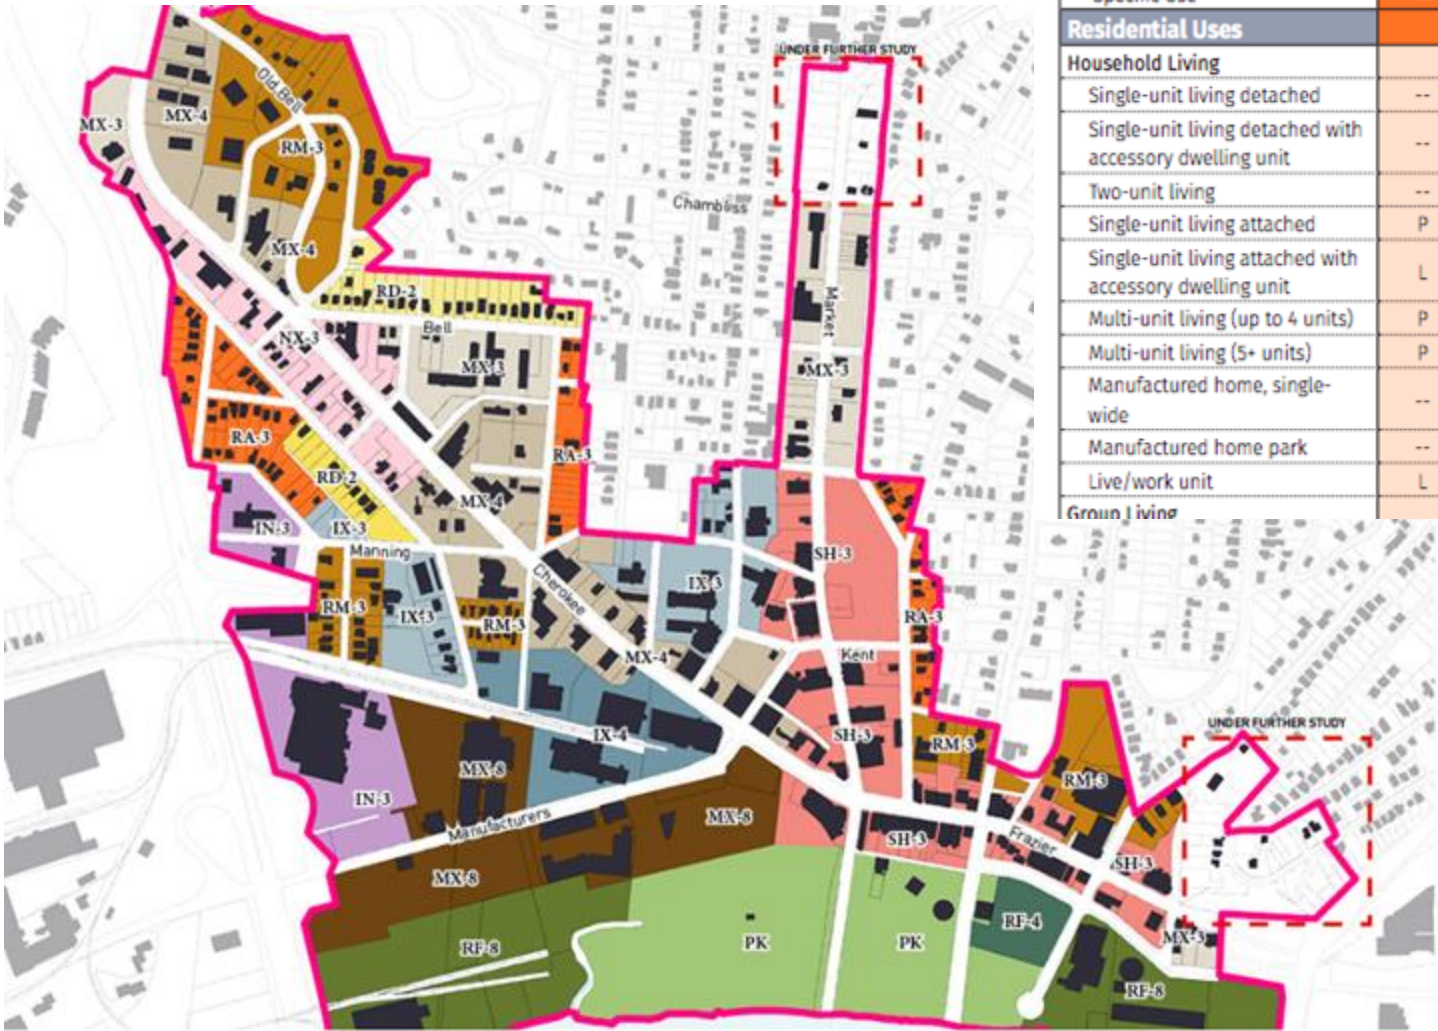 Specific Use
Residential Uses
Household Living
Single-unit living detached
--
Single-unit living detached with
accessory dwelling unit
--
Two-unit living
--
Single-unit living attached
P
Single-unit living attached with
accessory dwelling unit
L
Multi-unit living (up to 4 units)
P
Multi-unit living (5+ units)
P
Manufactured home, single-
wide
--
Manufactured home park
--
Live/work unit
L
Group Living
UNDER FURTHER STUDY
Old Bell
MX-3
MX-4
RM-3
Chambliss
MX-4
RD-2
Market
Bell
NX-3
MX-3
MX-3
RA-3
RA-3
RD-2
MX-4
IN-3
IX-3
Manning
SH-3
Cherokee
IX-3
RM-3
IX-3
RM-3
RA-3
MX-4
Kent
UNDER FURTHER STUDY
IX-4
SH-3
RM-3
MX-8
RM-3
IN-3
Manufacturers
MX-8
SH-3
Frazier
SH-3
MX-8
RF-8
PK
PK
RF-4
MX-3
RF-8